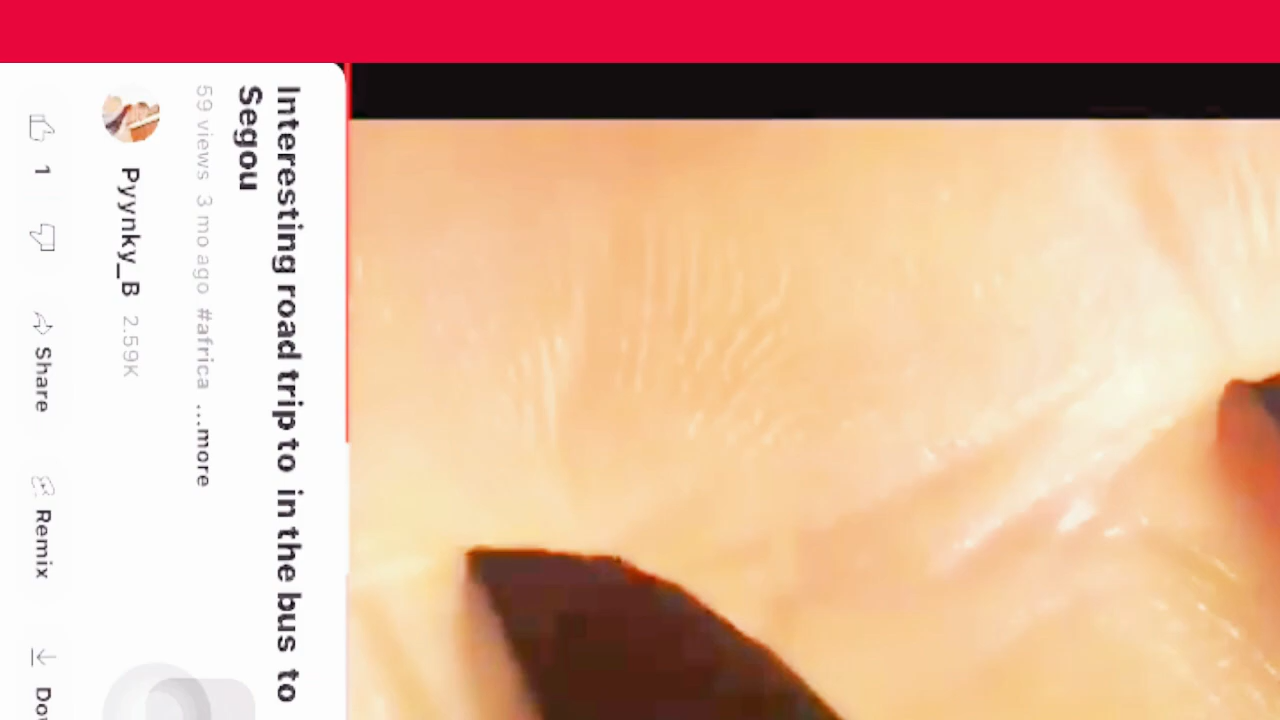 Interesting road trip to in the bus to
Segou
59 views 3 mo ago #africa ...more
Pyynky_B 2.59K
1 Share Remix